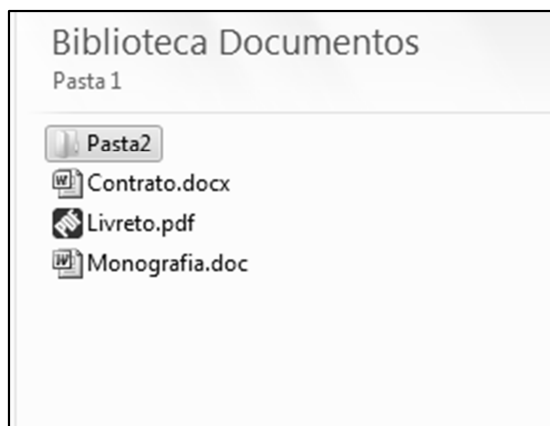 Biblioteca Documentos
Pasta 1
Pasta2
Contrato.docx
Livreto.pdf
Monografia.doc